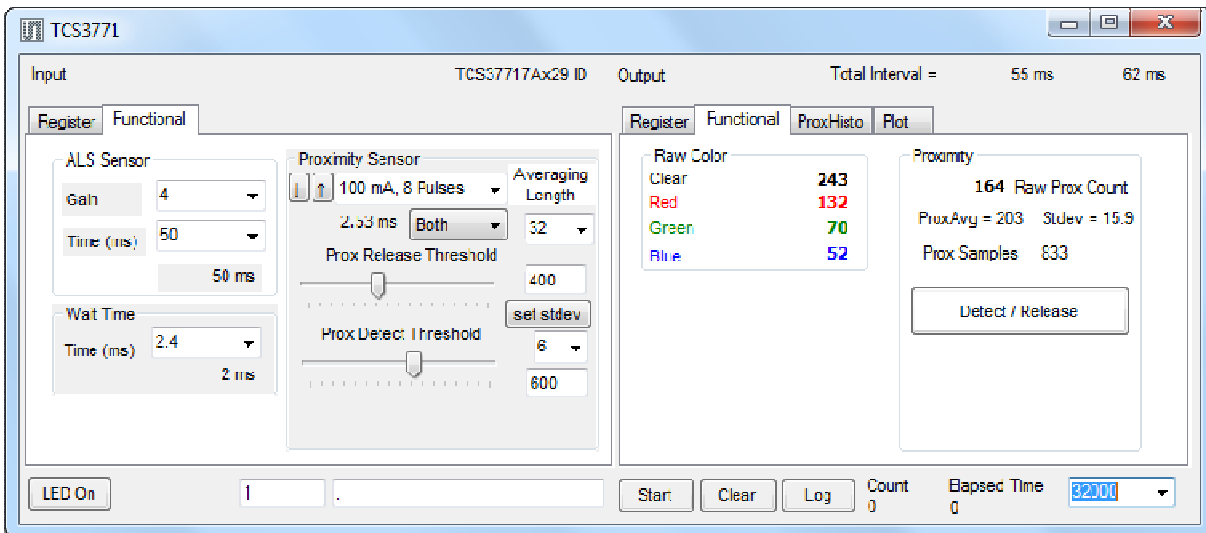 TCS3771
Input
TCS37717Ax29 ID
Register
Functional
ALS Sensor
Gain
4
Time (ms)
50
50 ms
Wait Time
Time (ms)
2.4
2 ms
Proximity Sensor
100 mA, 8 Pulses
Averaging
Length
2.53 ms
Both
32
Prox Release Threshold
400
set stdev
Prox Detect Threshold
6
600
LED On
Output
Total Interval =
55 ms
62 ms
Register
Functional
ProxHisto
Plot
Raw Color
Clear 243
Red 132
Green 70
Blue 52
Proximity
164 Raw Prox Count
ProxAvg = 203 Stdev = 15.9
Prox Samples 833
Detect / Release
Start
Clear
Log
Count
0
Elapsed Time
0
32000